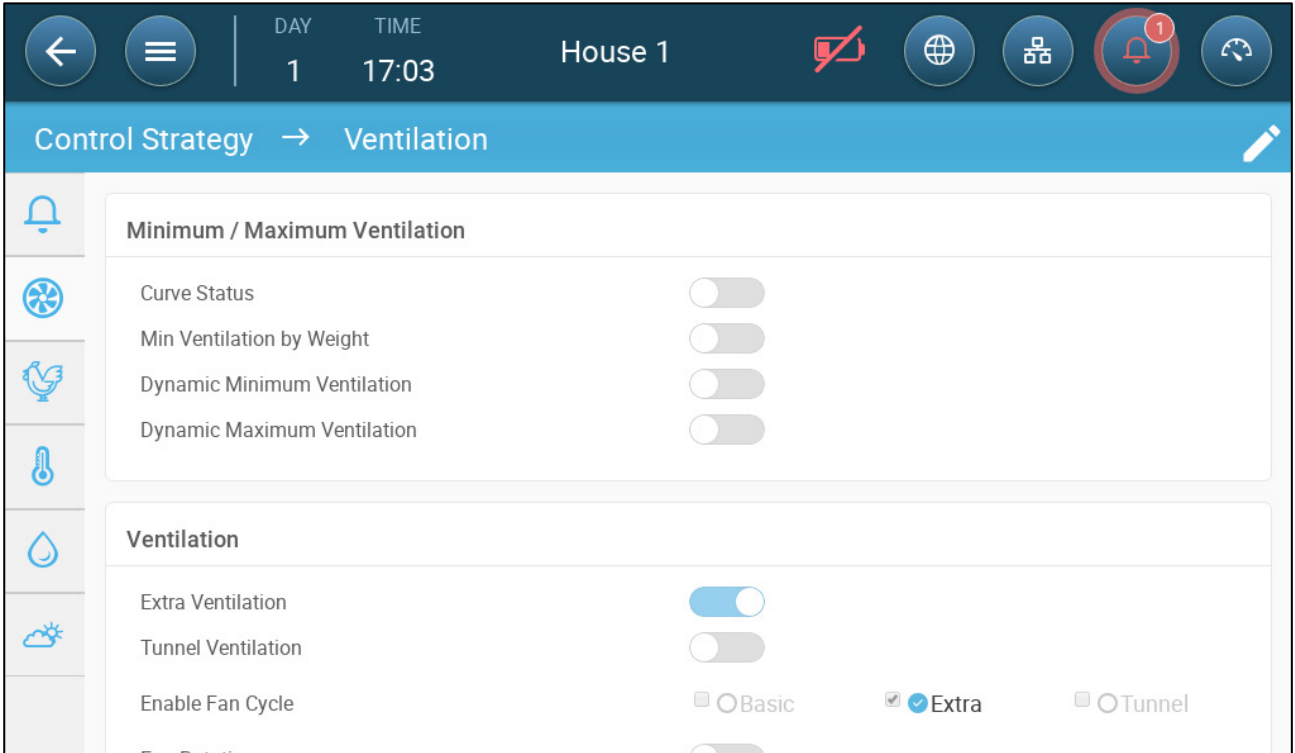 DAY TIME
1 17:03 House 1 1
Control Strategy → Ventilation
Minimum / Maximum Ventilation
Curve Status
Min Ventilation by Weight
Dynamic Minimum Ventilation
Dynamic Maximum Ventilation
Ventilation
Extra Ventilation
Tunnel Ventilation
Enable Fan Cycle Basic Extra Tunnel